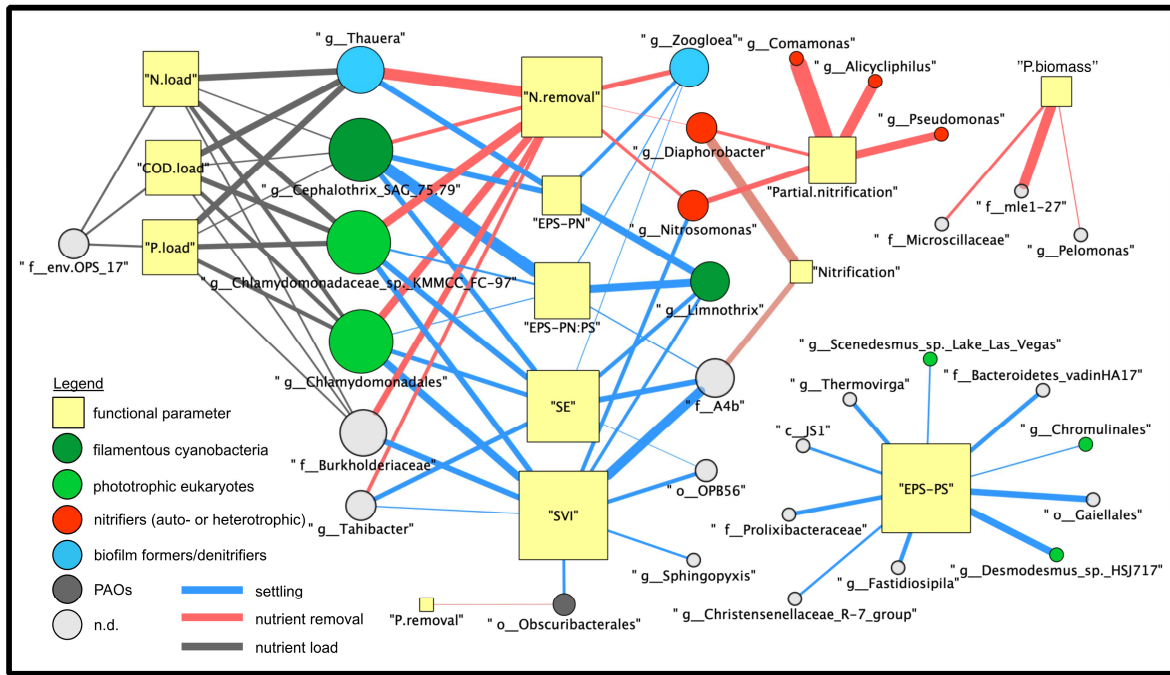 " g__Thauera"
" g__Zoogloea"
" g__Comamonas"
" g__Alicycliphilus"
"P.biomass"
"N.load"
"N.removal"
" g__Pseudomonas"
" g__Diaphorobacter"
"COD.load"
" g__Cephalothrix_SAG_75.79"
"Partial.nitrification"
" f__mle1-27"
"EPS-PN"
"P.load"
" g__Nitrosomonas"
" f__Microscillaceae"
" g__Pelomonas"
" f__env.OPS_17"
" g__Chlamydomonadaceae_sp._KMMCC_FC-97"
"Nitrification"
" g__Limnothrix"
"EPS-PN:PS"
" g__Scenedesmus_sp._Lake_Las_Vegas"
" g__Chlamydomonadales"
" g__Thermovirga"
" f__Bacteroidetes_vadinHA17"
"SE"
" f__A4b"
" c__JS1"
" g__Chromulinales"
" f__Burkholderiaceae"
" o__OPB56"
"EPS-PS"
" o__Gaiellales"
"SVI"
" g__Tahibacter"
" f__Prolixibacteraceae"
" g__Sphingopyxis"
" g__Fastidiosipila"
" g__Desmodesmus_sp._HSJ717"
" g__Christensenellaceae_R-7_group"
"P.removal"
" o__Obscuribacterales"
Legend
functional parameter
filamentous cyanobacteria
phototrophic eukaryotes
nitrifiers (auto- or heterotrophic)
biofilm formers/denitrifiers
PAOs
n.d.
settling
nutrient removal
nutrient load